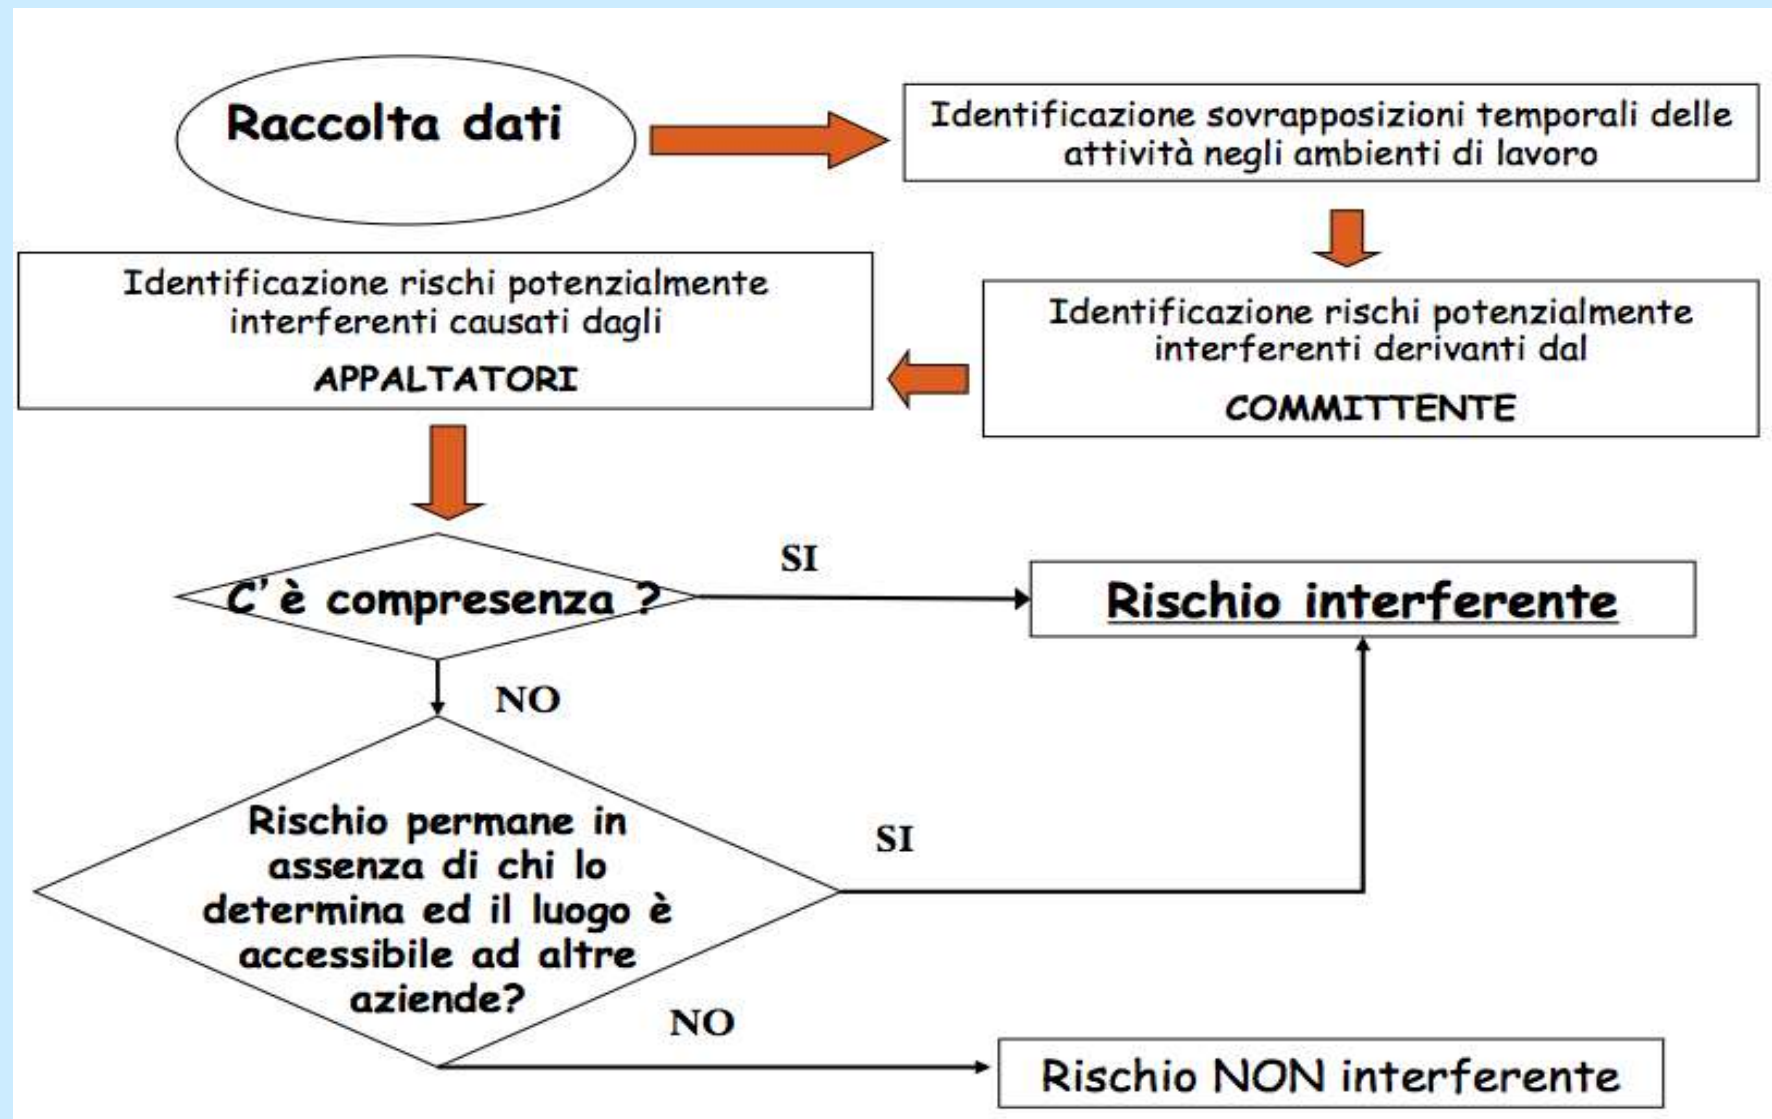 Raccolta dati
Identificazione sovrapposizioni temporali delle
attività negli ambienti di lavoro
Identificazione rischi potenzialmente
interferenti derivanti dal
COMMITTENTE
Identificazione rischi potenzialmente
interferenti causati dagli
APPALTATORI
C'è compresenza ?
SI
Rischio interferente
NO
Rischio permane in
assenza di chi lo
determina ed il luogo è
accessibile ad altre
aziende?
SI
NO
Rischio NON interferente